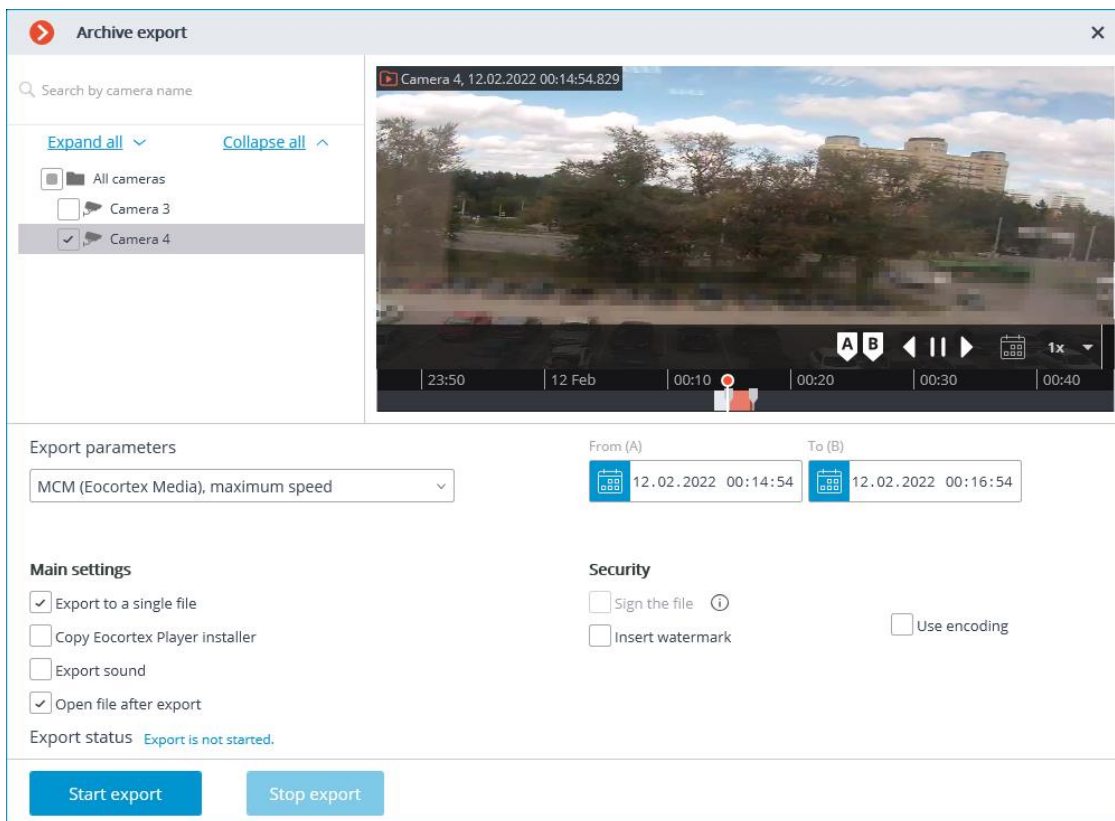 Archive export
Search by camera name
Expand all Collapse all
All cameras
Camera 3
Camera 4
Camera 4, 12.02.2022 00:14:54.829
A B 1x
23:50 12 Feb 00:10 00:20 00:30 00:40
Export parameters
From (A) To (B)
MCM (Eocortex Media), maximum speed
12.02.2022 00:14:54 12.02.2022 00:16:54
Main settings
Export to a single file
Copy Eocortex Player installer
Export sound
Open file after export
Security
Sign the file
Insert watermark
Use encoding
Export status Export is not started.
Start export Stop export